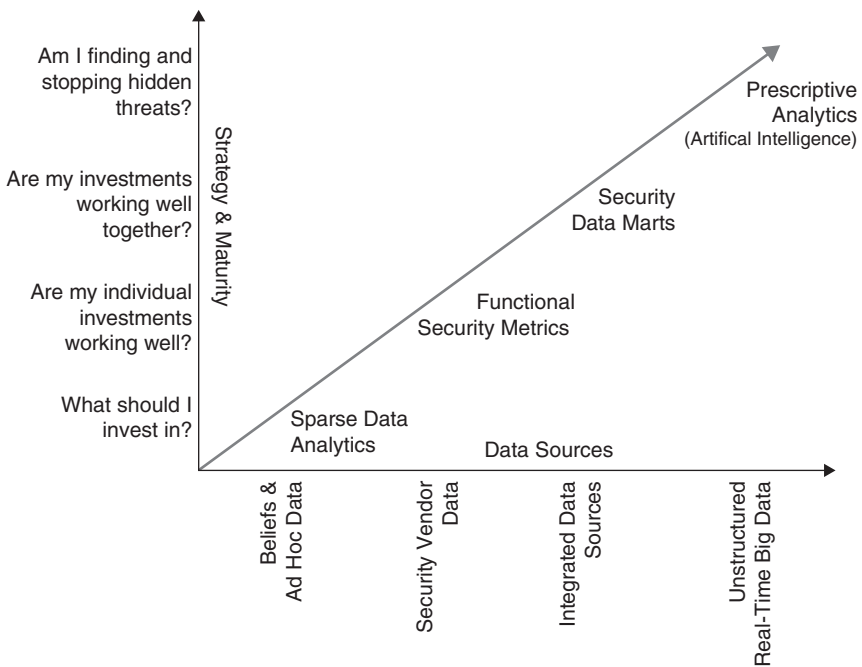 Am I finding and
stopping hidden
threats?
Are my investments
working well
together?
Are my individual
investments
working well?
What should I
invest in?
Strategy & Maturity
Prescriptive
Analytics
(Artifical Intelligence)
Security
Data Marts
Functional
Security Metrics
Sparse Data
Analytics
Data Sources
Beliefs &
Ad Hoc Data
Security Vendor
Data
Integrated Data
Sources
Unstructured
Real-Time Big Data